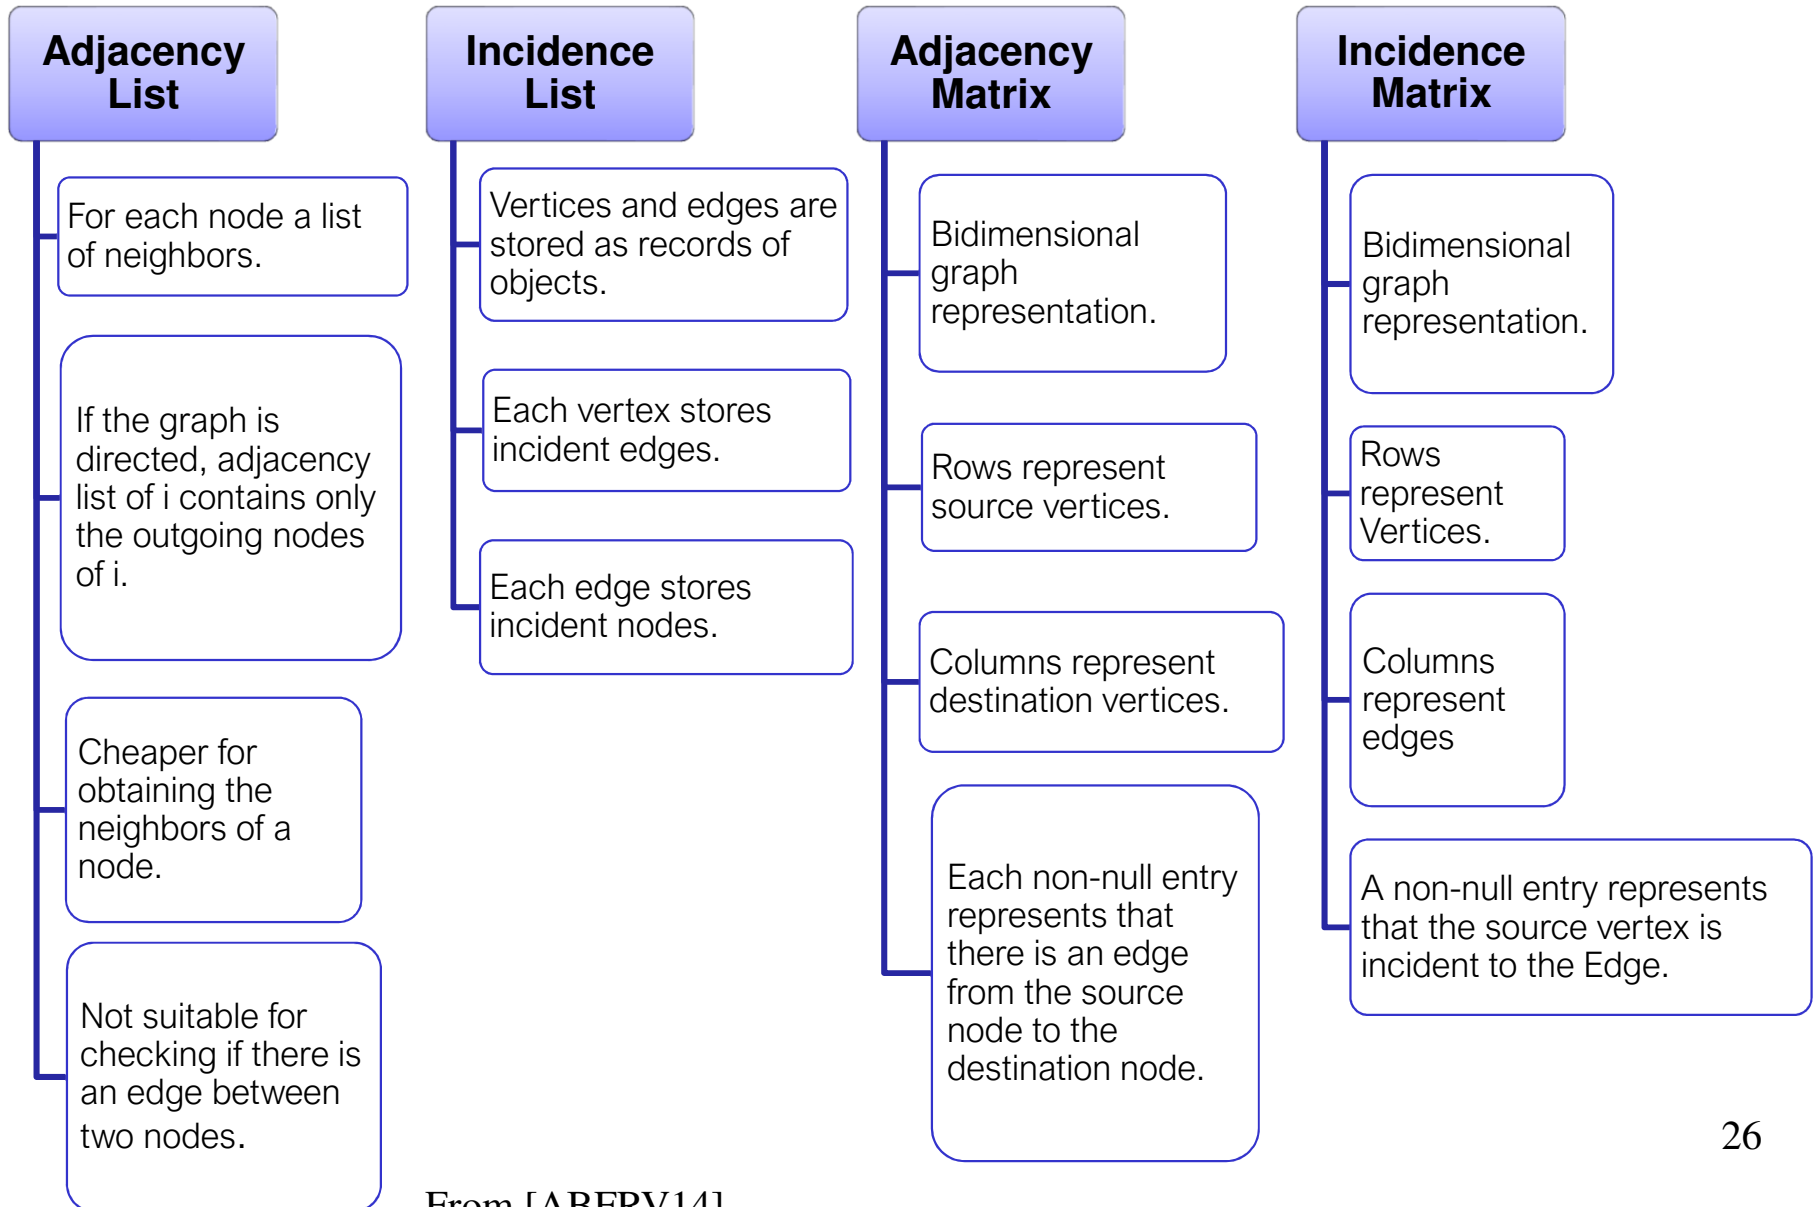 Adjacency
List
For each node a list
of neighbors.
If the graph is
directed, adjacency
list of i contains only
the outgoing nodes
of i.
Cheaper for
obtaining the
neighbors of a
node.
Not suitable for
checking if there is
an edge between
two nodes.
Incidence
List
Vertices and edges are
stored as records of
objects.
Each vertex stores
incident edges.
Each edge stores
incident nodes.
Adjacency
Matrix
Bidimensional
graph
representation.
Rows represent
source vertices.
Columns represent
destination vertices.
Each non-null entry
represents that
there is an edge
from the source
node to the
destination node.
Incidence
Matrix
Bidimensional
graph
representation.
Rows
represent
Vertices.
Columns
represent
edges
A non-null entry represents
that the source vertex is
incident to the Edge.
26
From